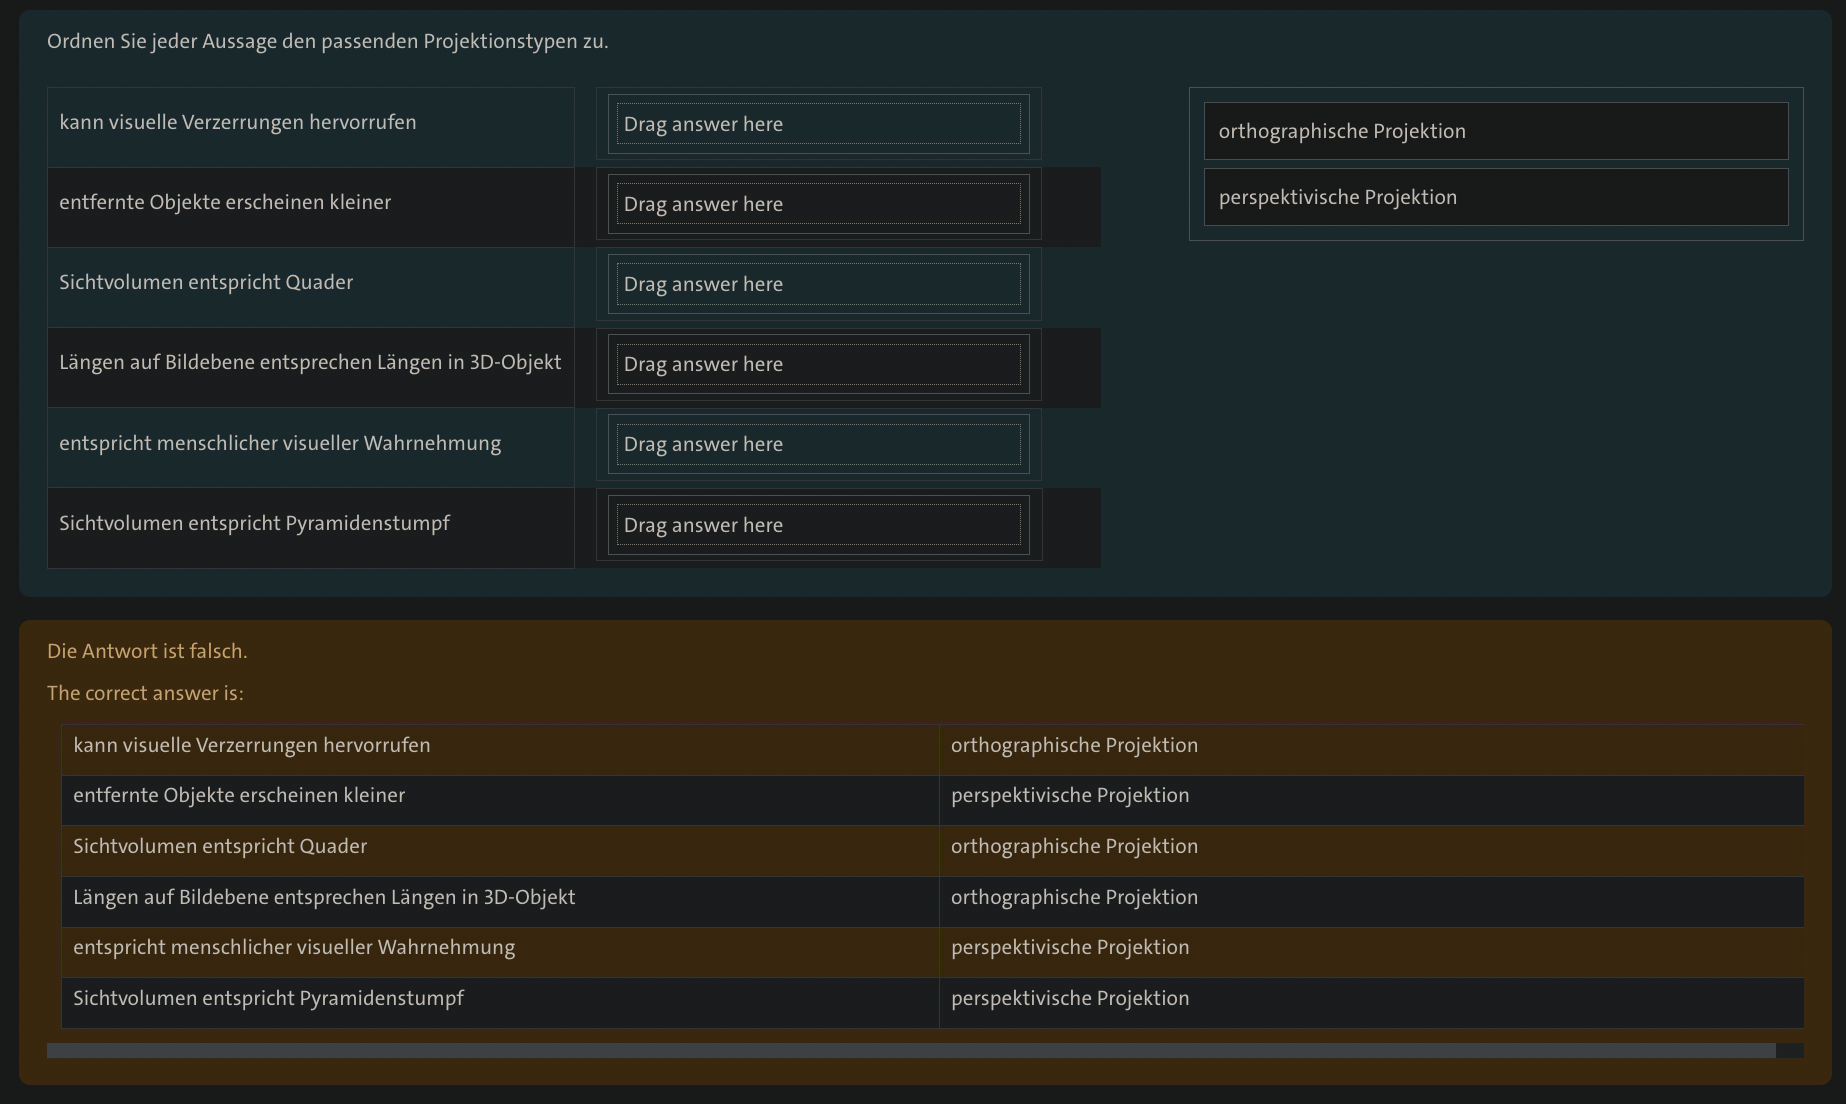 Ordnen Sie jeder Aussage den passenden Projektionstypen zu.
kann visuelle Verzerrungen hervorrufen
Drag answer here
entfernte Objekte erscheinen kleiner
Drag answer here
Sichtvolumen entspricht Quader
Drag answer here
Längen auf Bildebene entsprechen Längen in 3D-Objekt
Drag answer here
entspricht menschlicher visueller Wahrnehmung
Drag answer here
Sichtvolumen entspricht Pyramidenstumpf
Drag answer here
orthographische Projektion
perspektivische Projektion
Die Antwort ist falsch.
The correct answer is:
kann visuelle Verzerrungen hervorrufen
orthographische Projektion
entfernte Objekte erscheinen kleiner
perspektivische Projektion
Sichtvolumen entspricht Quader
orthographische Projektion
Längen auf Bildebene entsprechen Längen in 3D-Objekt
orthographische Projektion
entspricht menschlicher visueller Wahrnehmung
perspektivische Projektion
Sichtvolumen entspricht Pyramidenstumpf
perspektivische Projektion